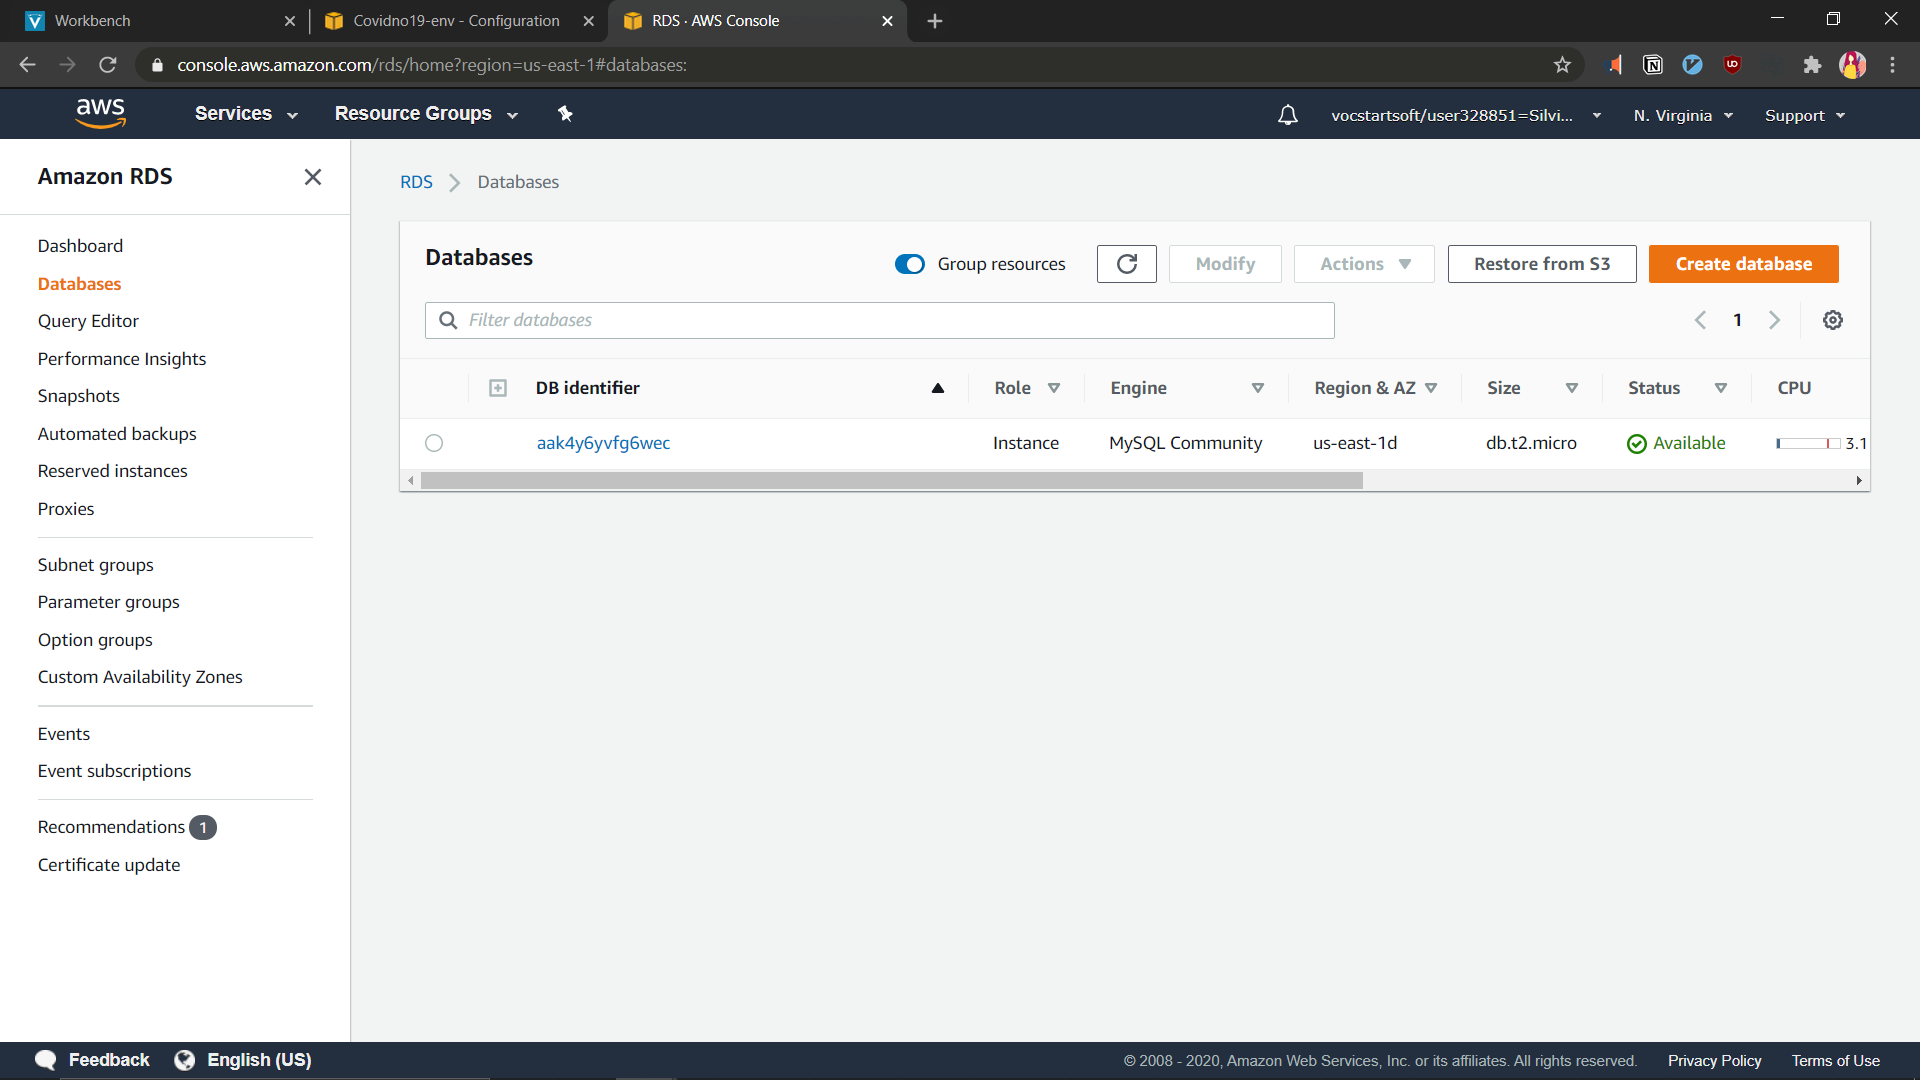 Workbench
Covidno19-env - Configuration
RDS · AWS Console
console.aws.amazon.com/rds/home?region=us-east-1#databases:
aws
Services
Resource Groups
vocstartsoft/user328851=Silvi...
N. Virginia
Support
Amazon RDS
Dashboard
Databases
Query Editor
Performance Insights
Snapshots
Automated backups
Reserved instances
Proxies
Subnet groups
Parameter groups
Option groups
Custom Availability Zones
Events
Event subscriptions
Recommendations 1
Certificate update
RDS > Databases
Databases
Group resources
Modify
Actions
Restore from S3
Create database
Filter databases
1
DB identifier Role Engine Region & AZ Size Status CPU
aak4y6yvfg6wec Instance MySQL Community us-east-1d db.t2.micro Available 3.1
Feedback
English (US)
© 2008 - 2020, Amazon Web Services, Inc. or its affiliates. All rights reserved.
Privacy Policy
Terms of Use